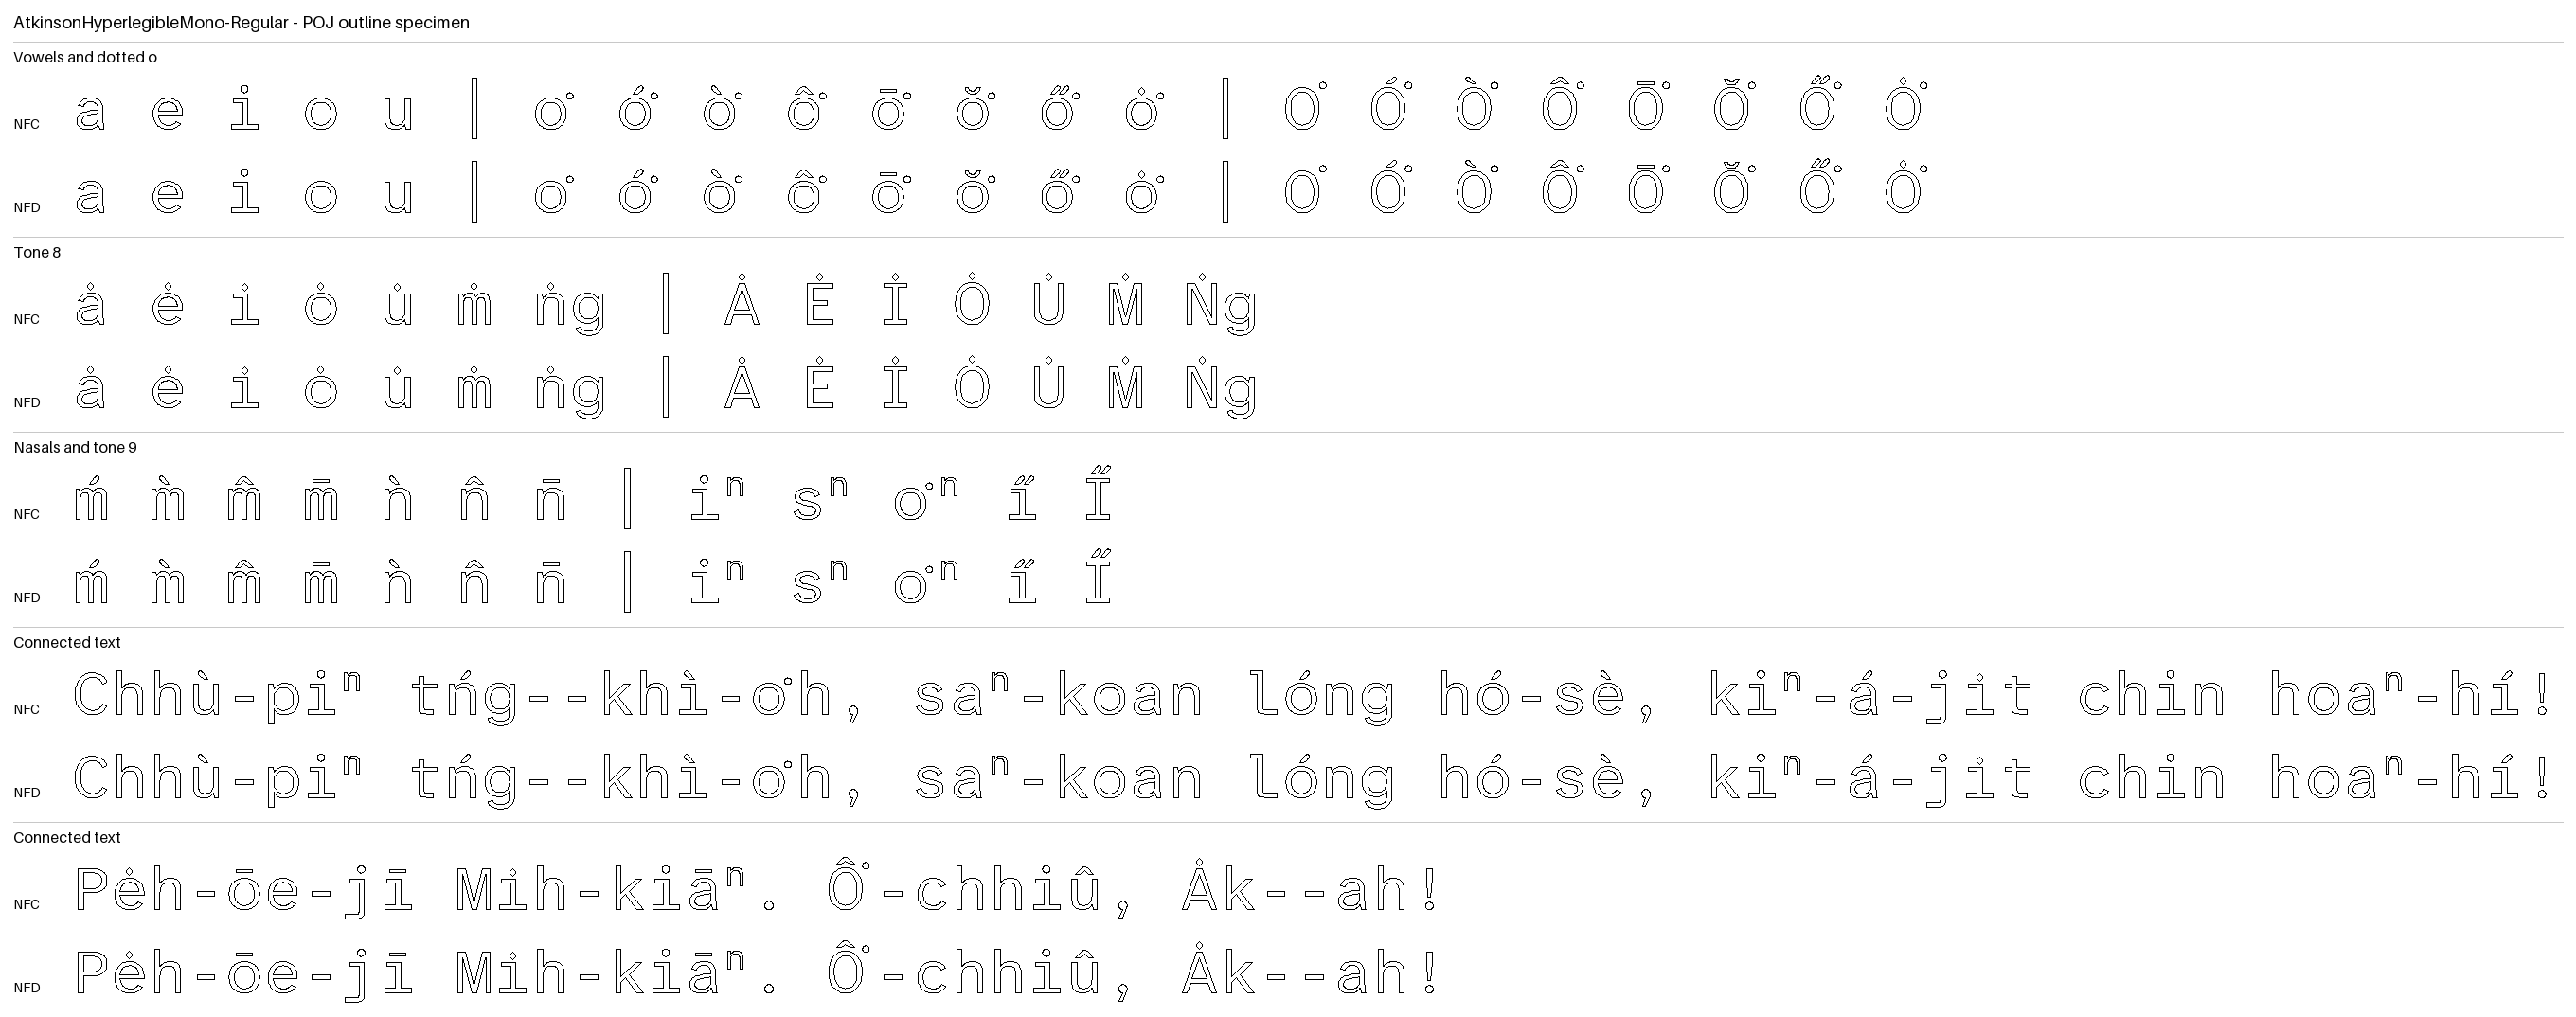 AtkinsonHyperlegibleMono-Regular - POJ outline specimen
Vowels and dotted o
NFC a e i o u | o͘ ó͘ ò͘ ô͘ ō͘ ŏ͘ ő͘ o̍͘ | O͘ Ó͘ Ò͘ Ô͘ Ō͘ Ŏ͘ Ő͘ O̍͘
NFD a e i o u | o͘ ó͘ ò͘ ô͘ ō͘ ŏ͘ ő͘ o̍͘ | O͘ Ó͘ Ò͘ Ô͘ Ō͘ Ŏ͘ Ő͘ O̍͘
Tone 8
NFC a̍ e̍ i̍ o̍ u̍ m̍ n̍g | A̍ E̍ I̍ O̍ U̍ M̍ N̍g
NFD a̍ e̍ i̍ o̍ u̍ m̍ n̍g | A̍ E̍ I̍ O̍ U̍ M̍ N̍g
Nasals and tone 9
NFC ḿ m̀ m̂ m̄ ǹ n̂ n̄ | iⁿ sⁿ o͘ⁿ i̋ I̋
NFD ḿ m̀ m̂ m̄ ǹ n̂ n̄ | iⁿ sⁿ o͘ⁿ i̋ I̋
Connected text
NFC Chhù-piⁿ tńg--khì-o͘h, saⁿ-koan lóng hó-sè, kiⁿ-á-ji̍t chin hoaⁿ-hí!
NFD Chhù-piⁿ tńg--khì-o͘h, saⁿ-koan lóng hó-sè, kiⁿ-á-ji̍t chin hoaⁿ-hí!
Connected text
NFC Pe̍h-ōe-jī Mi̍h-kiāⁿ. Ô͘-chhiû, A̍k--ah!
NFD Pe̍h-ōe-jī Mi̍h-kiāⁿ. Ô͘-chhiû, A̍k--ah!